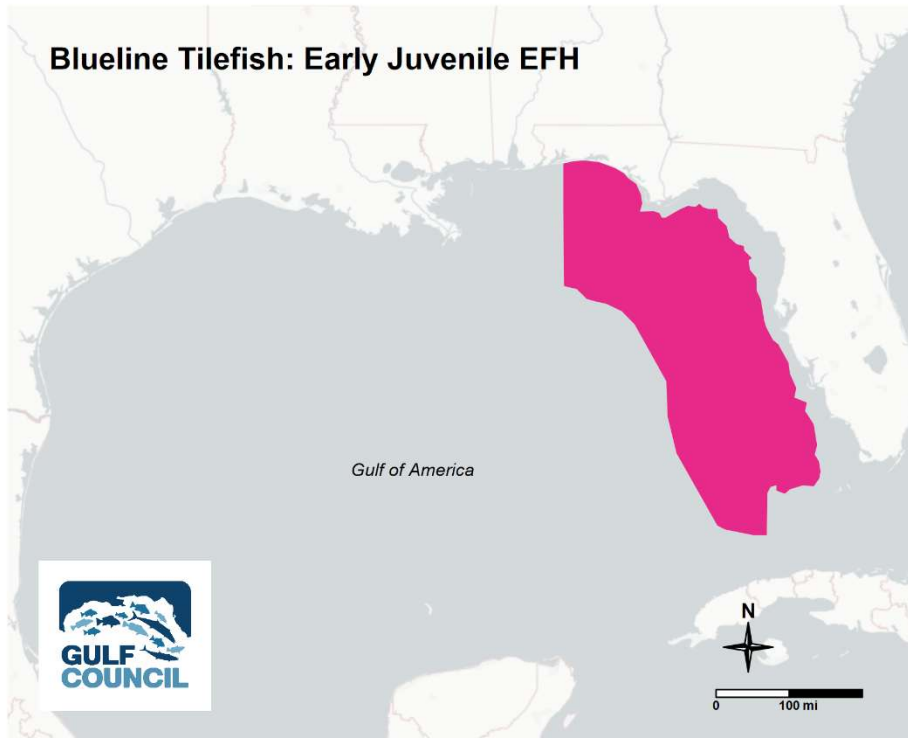 Blueline Tilefish: Early Juvenile EFH
Gulf of America
GULF
COUNCIL
N
0 100 mi